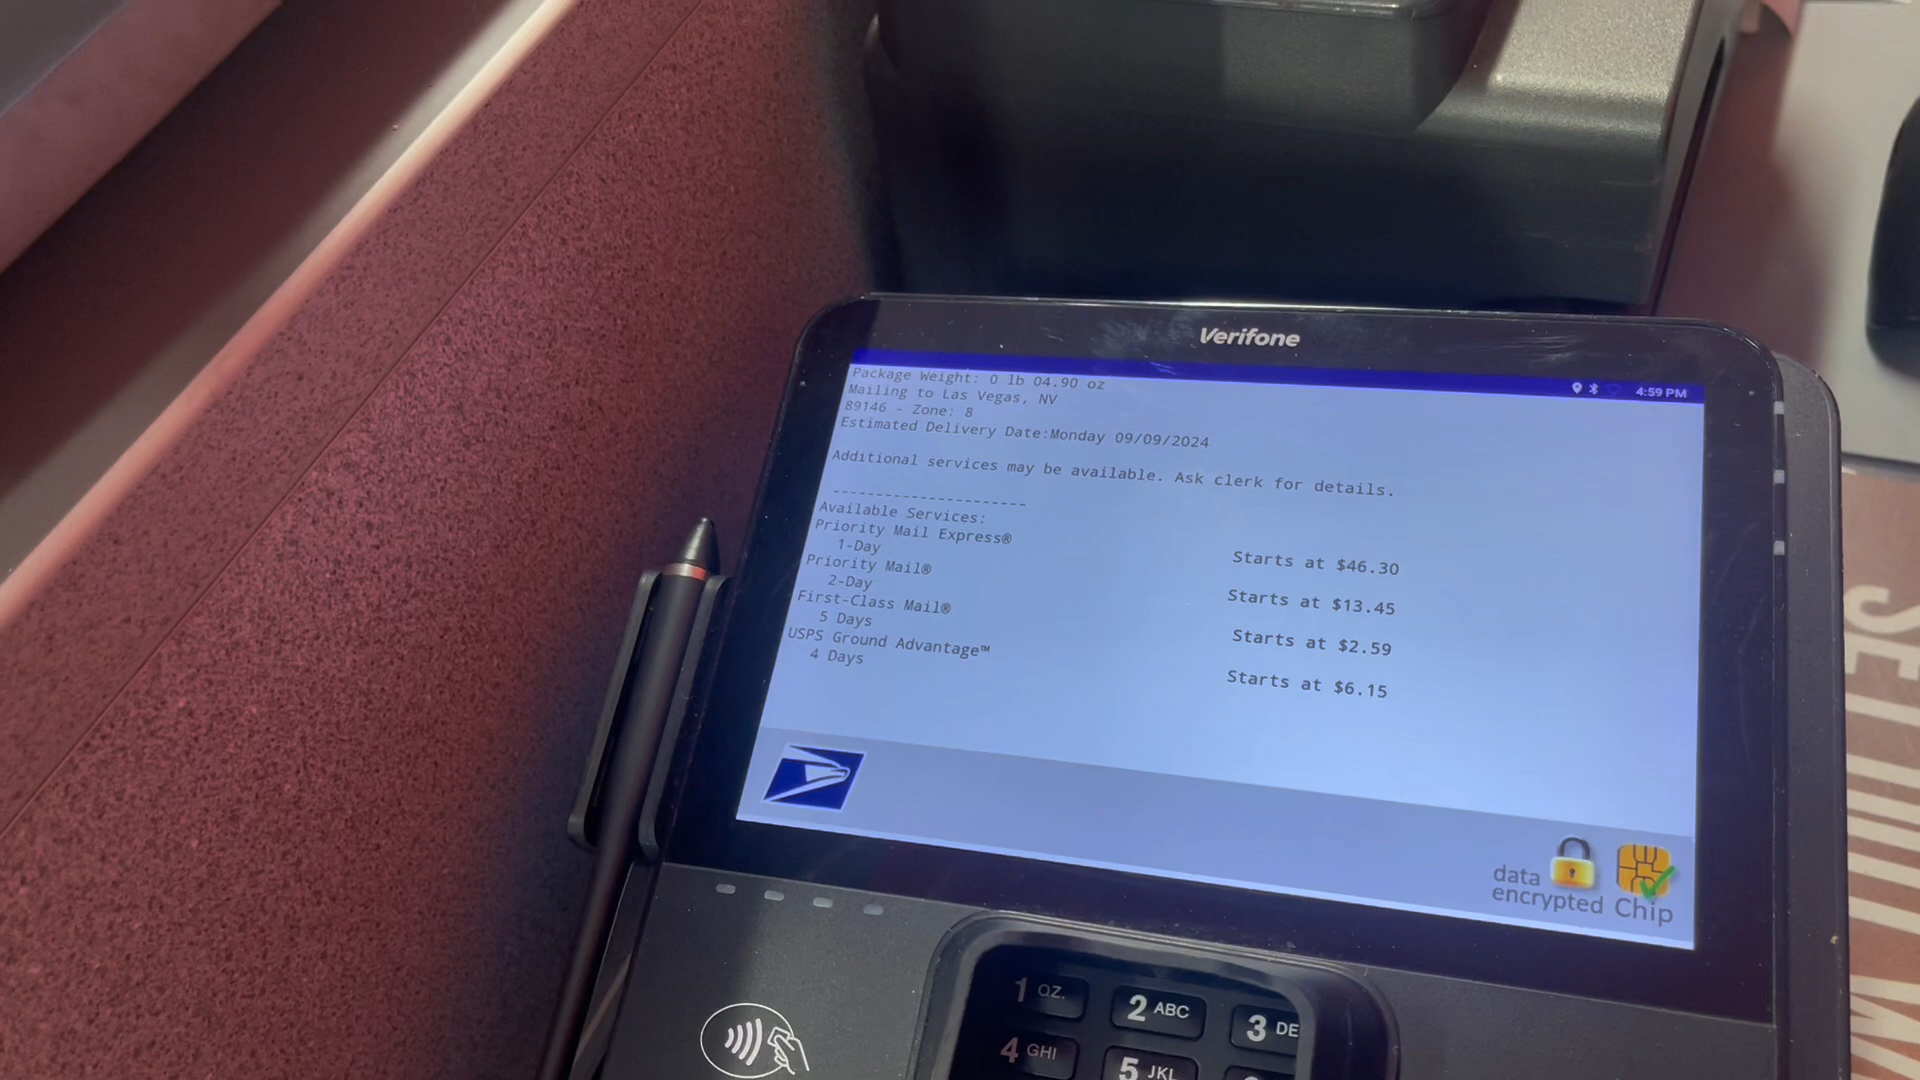 Verifone
4:59 PM
Package Weight: 0 lb 04.90 oz
Mailing to Las Vegas, NV
89146 - Zone: 8
Estimated Delivery Date:Monday 09/09/2024
Additional services may be available. Ask clerk for details.
----------------------
Available Services:
Priority Mail Express®
1-Day Starts at $46.30
Priority Mail®
2-Day Starts at $13.45
First-Class Mail®
5 Days Starts at $2.59
USPS Ground Advantage™
4 Days Starts at $6.15
data
encrypted Chip
1 QZ. 2 ABC 3 DE
4 GHI 5 JKL